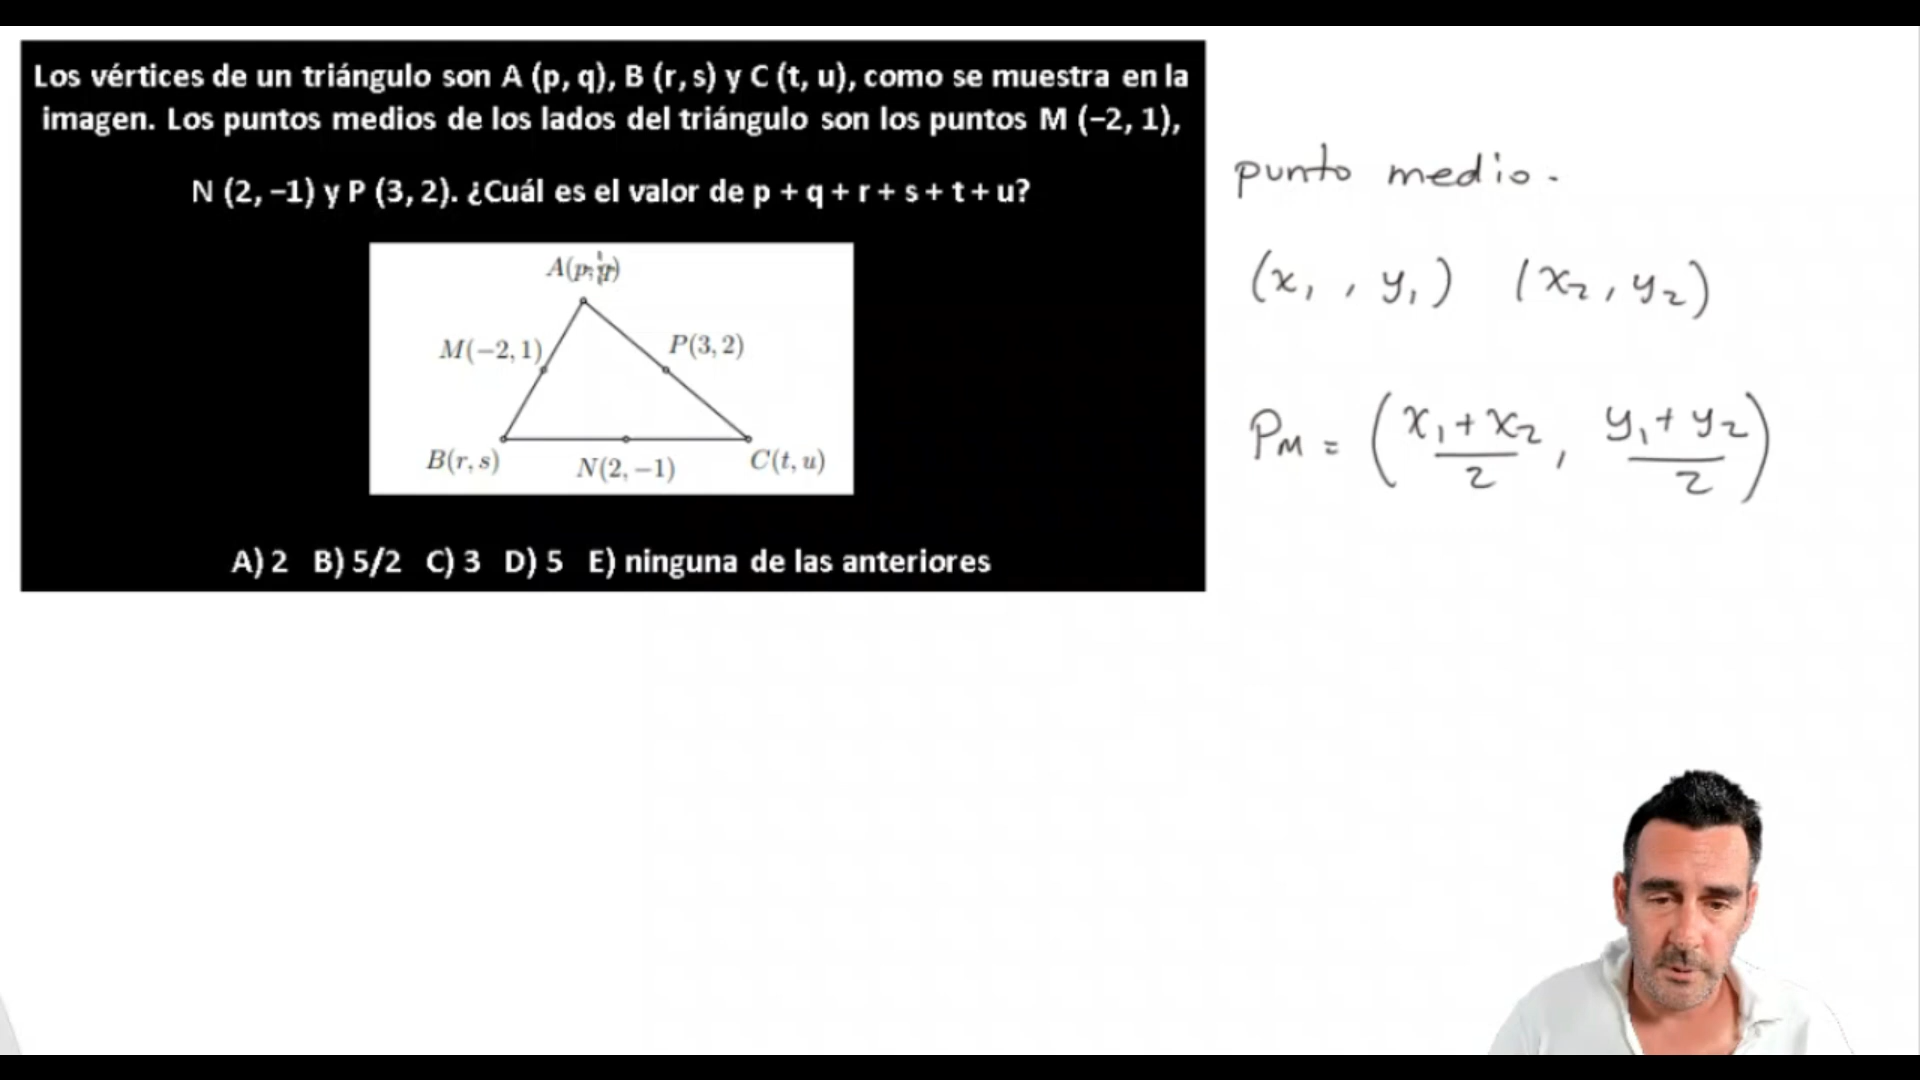 Los vértices de un triángulo son A (p, q), B (r, s) y C (t, u), como se muestra en la
imagen. Los puntos medios de los lados del triángulo son los puntos M (−2, 1),
N (2, −1) y P (3, 2). ¿Cuál es el valor de p + q + r + s + t + u?
A(p, q)
M(−2, 1)
P(3, 2)
B(r, s)
N(2, −1)
C(t, u)
A) 2 B) 5/2 C) 3 D) 5 E) ninguna de las anteriores
punto medio.
(x₁ , y₁) (x₂, y₂)
PM = (x₁+x₂/2, y₁+y₂/2)